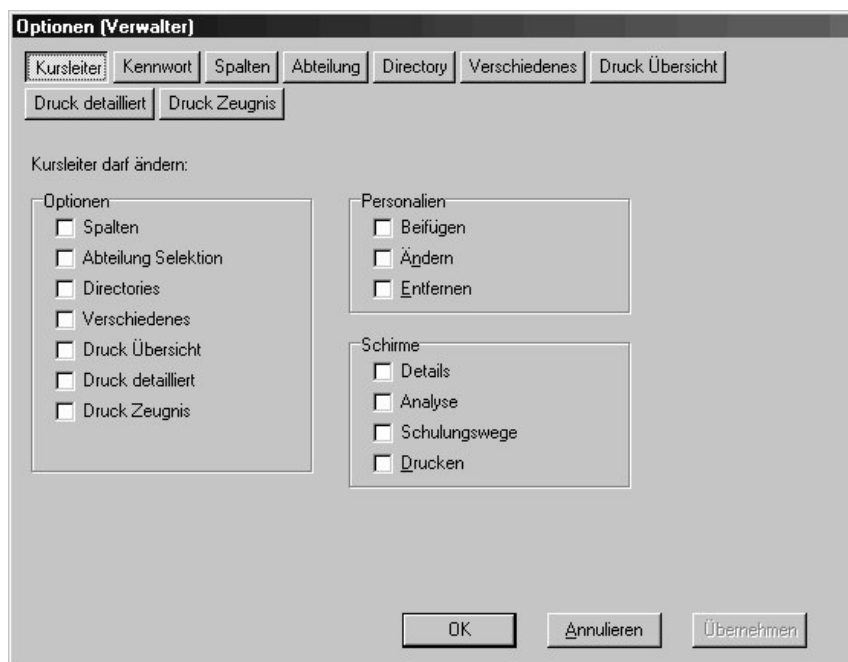 Optionen (Verwalter)
Kursleiter Kennwort Spalten Abteilung Directory Verschiedenes Druck Übersicht
Druck detailliert Druck Zeugnis
Kursleiter darf ändern:
Optionen
Spalten
Abteilung Selektion
Directories
Verschiedenes
Druck Übersicht
Druck detailliert
Druck Zeugnis
Personalien
Beifügen
Ändern
Entfernen
Schirme
Details
Analyse
Schulungswege
Drucken
OK Annulieren Übernehmen